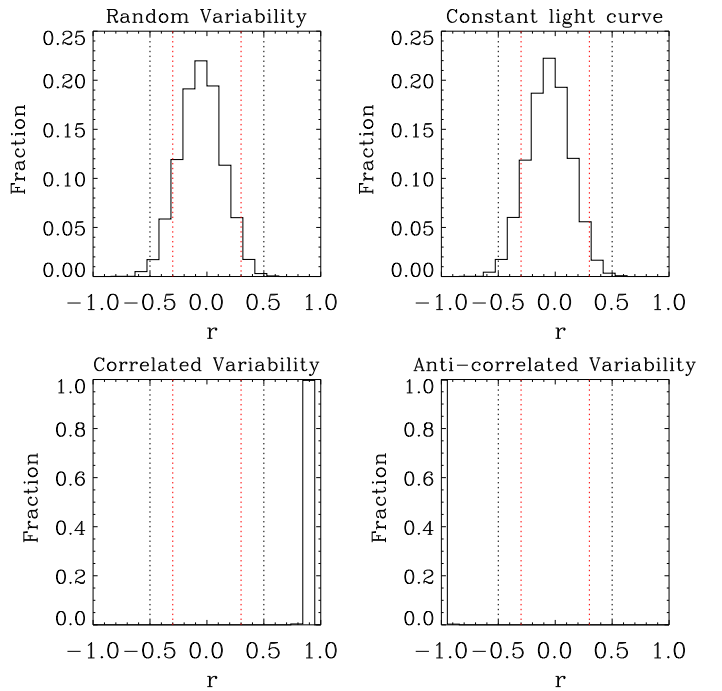 Random Variability
Constant light curve
0.25
0.20
0.15
0.10
0.05
0.00
Fraction
−1.0−0.5 0.0 0.5 1.0
r
0.25
0.20
0.15
0.10
0.05
0.00
Fraction
−1.0−0.5 0.0 0.5 1.0
r
Correlated Variability
Anti−correlated Variability
1.0
0.8
0.6
0.4
0.2
0.0
Fraction
−1.0−0.5 0.0 0.5 1.0
r
1.0
0.8
0.6
0.4
0.2
0.0
Fraction
−1.0−0.5 0.0 0.5 1.0
r